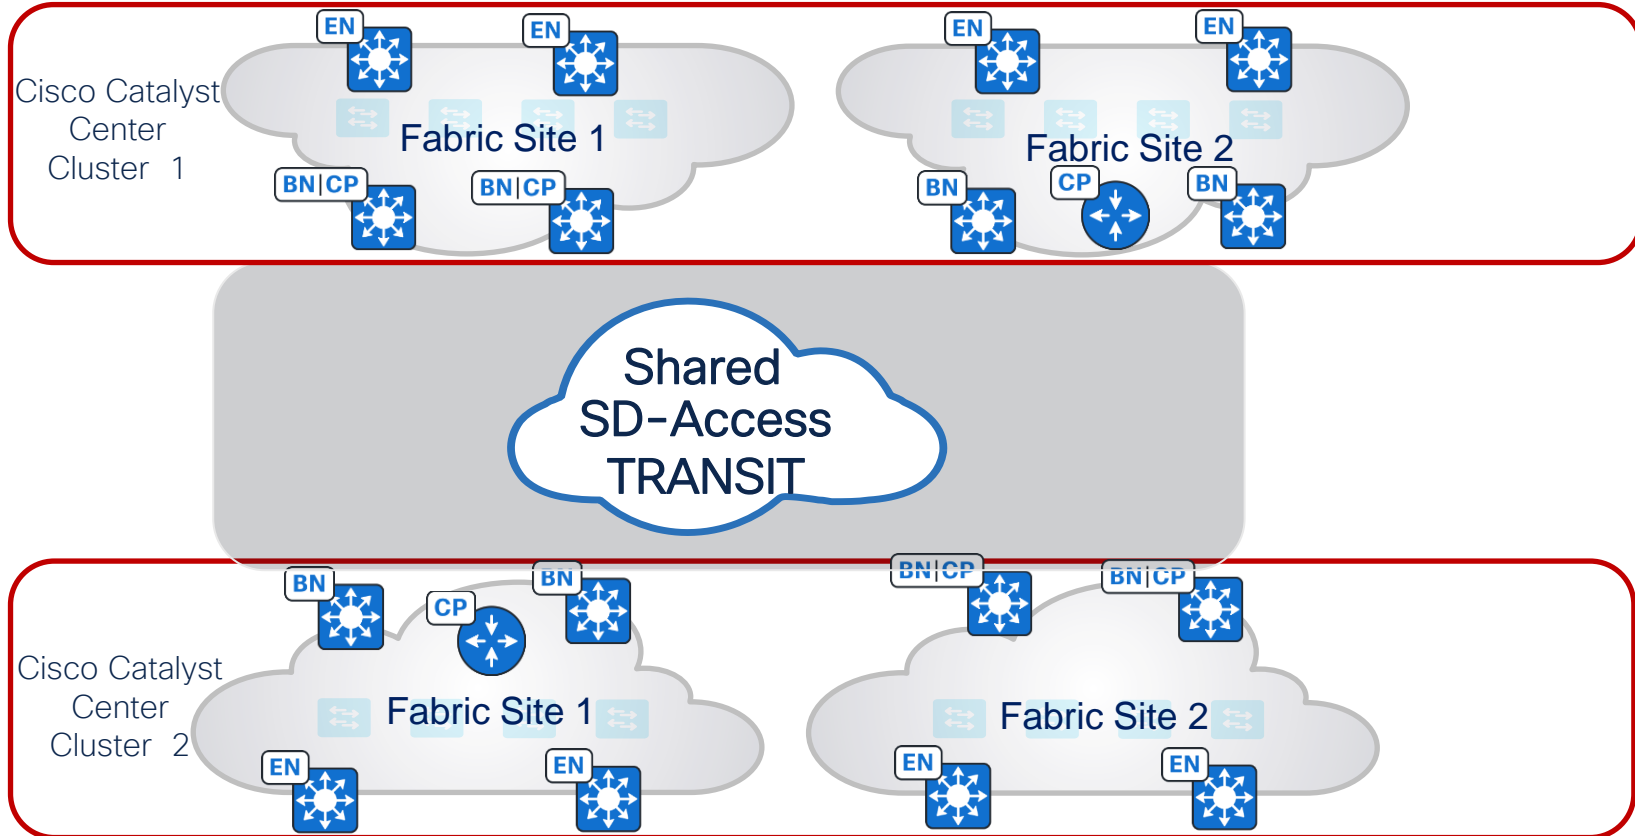 EN
EN
EN
EN
Cisco Catalyst
Center
Cluster 1
Fabric Site 1
Fabric Site 2
BN|CP
BN|CP
BN
CP
BN
Shared
SD-Access
TRANSIT
BN
CP
BN
BN|CP
BN|CP
Cisco Catalyst
Center
Cluster 2
Fabric Site 1
Fabric Site 2
EN
EN
EN
EN